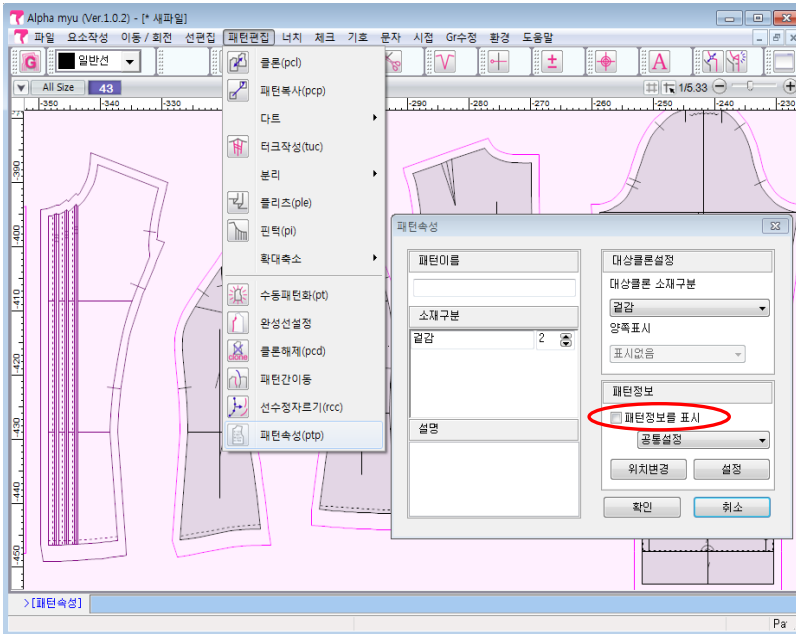 Alpha myu (Ver.1.0.2) - [* 새파일]
파일 요소작성 이동/회전 선편집 패턴편집 너치 체크 기호 문자 시접 Gr수정 환경 도움말
G 일반선 A
All Size 43 1/5.33
-350 -340 -330 -290 -280 -270 -260 -250 -240 -230
-390
-400
-410
-420
-430
-440
-450
클론(pcl)
패턴복사(pcp)
다트
터크작성(tuc)
분리
플리츠(ple)
핀턱(pi)
확대축소
수동패턴화(pt)
완성선설정
클론해제(pcd)
패턴간이동
선수정자르기(rcc)
패턴속성(ptp)
패턴속성
패턴이름
소재구분
겉감 2
설명
대상클론설정
대상클론 소재구분
겉감
양쪽표시
표시없음
패턴정보
패턴정보를 표시
공통설정
위치변경 설정
확인 취소
>[패턴속성]